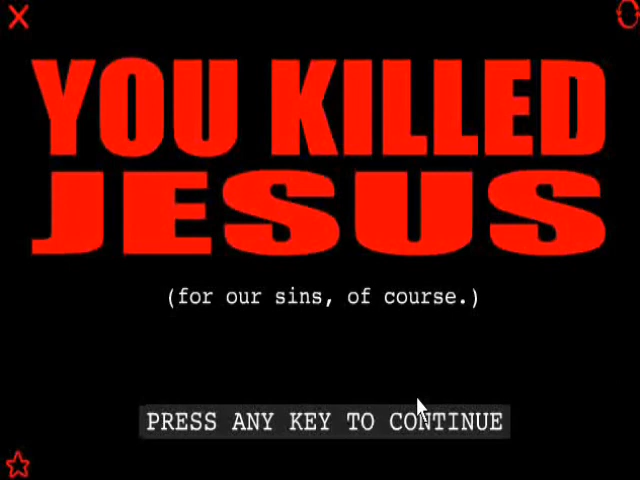 YOU KILLED
JESUS
(for our sins, of course.)
PRESS ANY KEY TO CONTINUE